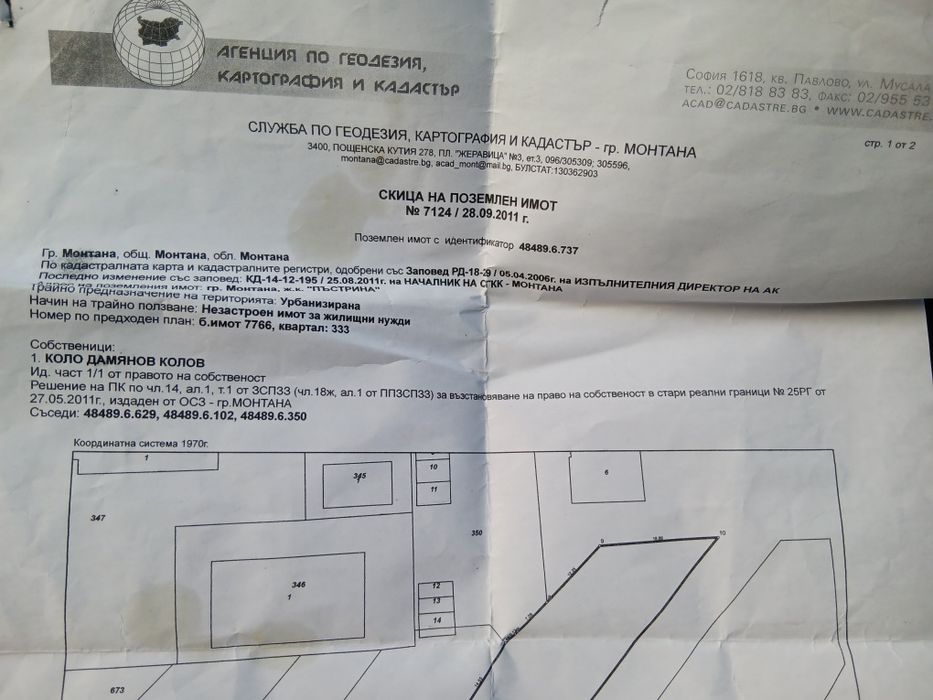 АГЕНЦИЯ ПО ГЕОДЕЗИЯ,
КАРТОГРАФИЯ И КАДАСТЪР
София 1618, кв. Павлово, ул. Мусала
тел.: 02/818 83 83, факс: 02/955 53
ACAD@CADASTRE.BG • WWW.CADASTRE.
СЛУЖБА ПО ГЕОДЕЗИЯ, КАРТОГРАФИЯ И КАДАСТЪР - гр. МОНТАНА
стр. 1 от 2
3400, ПОЩЕНСКА КУТИЯ 278, ПЛ. "ЖЕРАВИЦА" №3, ет.3, 096/305309; 305596,
montana@cadastre.bg, acad_mont@mail.bg, БУЛСТАТ:130362903
СКИЦА НА ПОЗЕМЛЕН ИМОТ
№ 7124 / 28.09.2011 г.
Поземлен имот с идентификатор 48489.6.737
Гр. Монтана, общ. Монтана, обл. Монтана
По кадастралната карта и кадастралните регистри, одобрени със Заповед РД-18-29 / 05.04.2006г. на ИЗПЪЛНИТЕЛНИЯ ДИРЕКТОР НА АК
Последно изменение със заповед: КД-14-12-195 / 25.08.2011г. на НАЧАЛНИК НА СГКК - МОНТАНА
на поземления имот: гр. Монтана, ж.к. "ПЪСТРИНА"
Трайно предназначение на територията: Урбанизирана
Начин на трайно ползване: Незастроен имот за жилищни нужди
Номер по предходен план: б.имот 7766, квартал: 333
Собственици:
1. КОЛО ДАМЯНОВ КОЛОВ
Ид. част 1/1 от правото на собственост
Решение на ПК по чл.14, ал.1, т.1 от ЗСПЗЗ (чл.18ж, ал.1 от ППЗСПЗЗ) за възстановяване на право на собственост в стари реални граници № 25РГ от
27.05.2011г., издаден от ОСЗ - гр.МОНТАНА
Съседи: 48489.6.629, 48489.6.102, 48489.6.350
Координатна система 1970г.
1
10
6
345
11
347
350
9
10
346
1
12
13
14
673